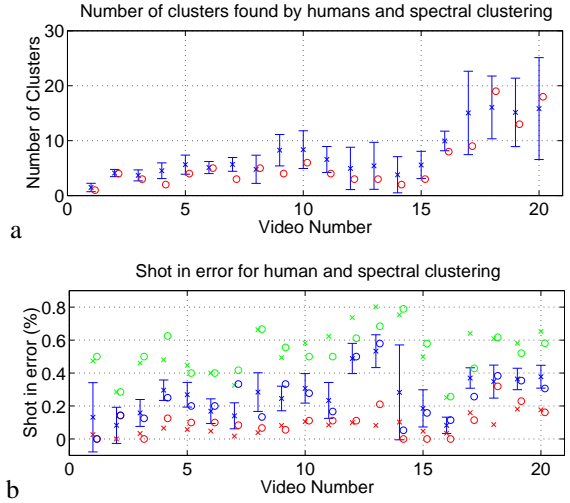 Number of clusters found by humans and spectral clustering
30
20
10
0
0
5
10
15
20
Number of Clusters
Video Number
a
Shot in error for human and spectral clustering
0.8
0.6
0.4
0.2
0
0
5
10
15
20
Shot in error (%)
Video Number
b